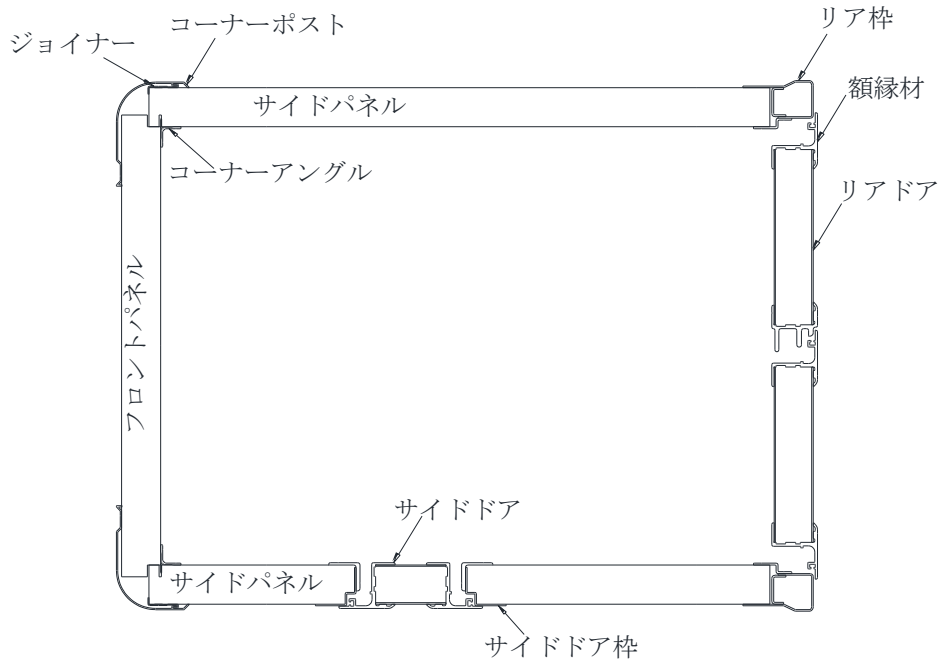 コーナーポスト
リア枠
ジョイナー
額縁材
サイドパネル
コーナーアングル
リアドア
フロントパネル
サイドドア
サイドパネル
サイドドア枠